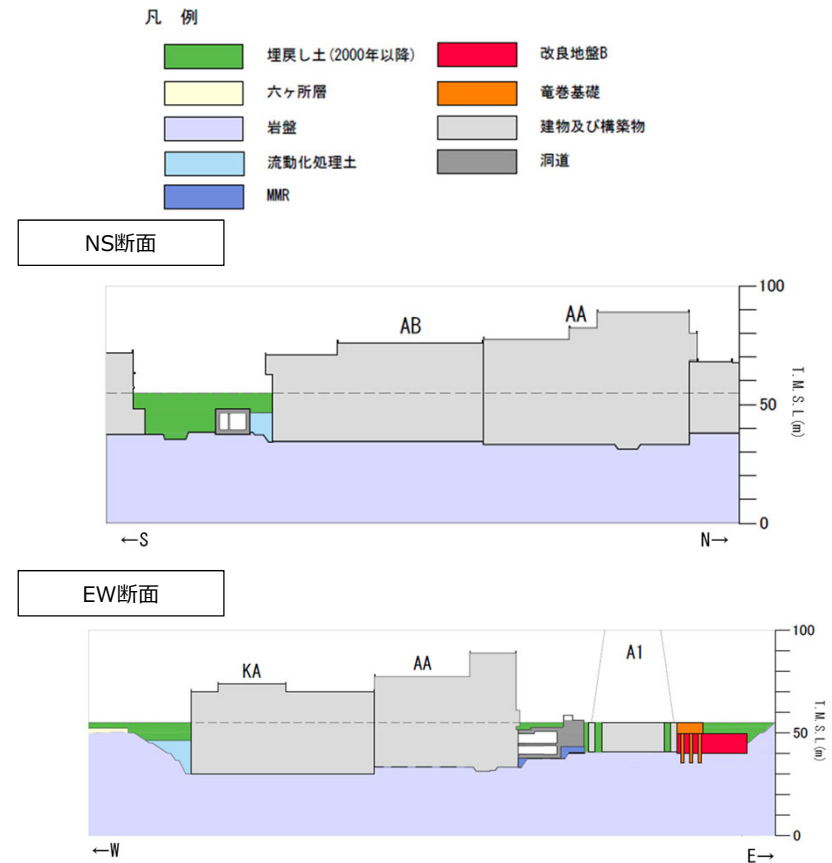 凡 例
埋戻し土(2000年以降)
改良地盤B
六ヶ所層
竜巻基礎
岩盤
建物及び構築物
流動化処理土
洞道
MMR
NS断面
100
AB
AA
50
T.M.S.L(m)
0
←S
N→
EW断面
100
KA
AA
A1
50
T.M.S.L(m)
0
←W
E→